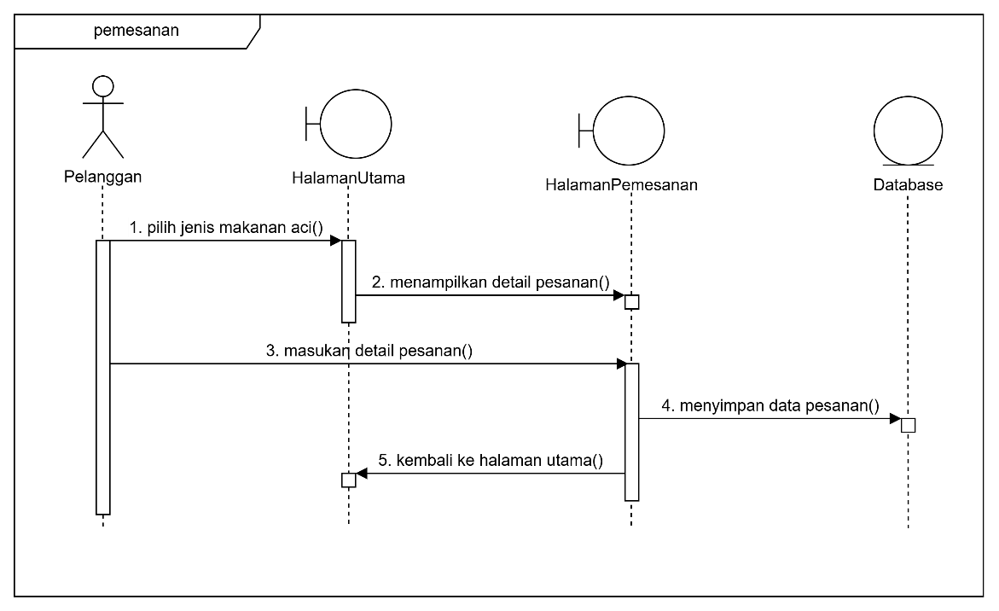 pemesanan
Pelanggan
HalamanUtama
HalamanPemesanan
Database
1. pilih jenis makanan aci()
2. menampilkan detail pesanan()
3. masukan detail pesanan()
4. menyimpan data pesanan()
5. kembali ke halaman utama()